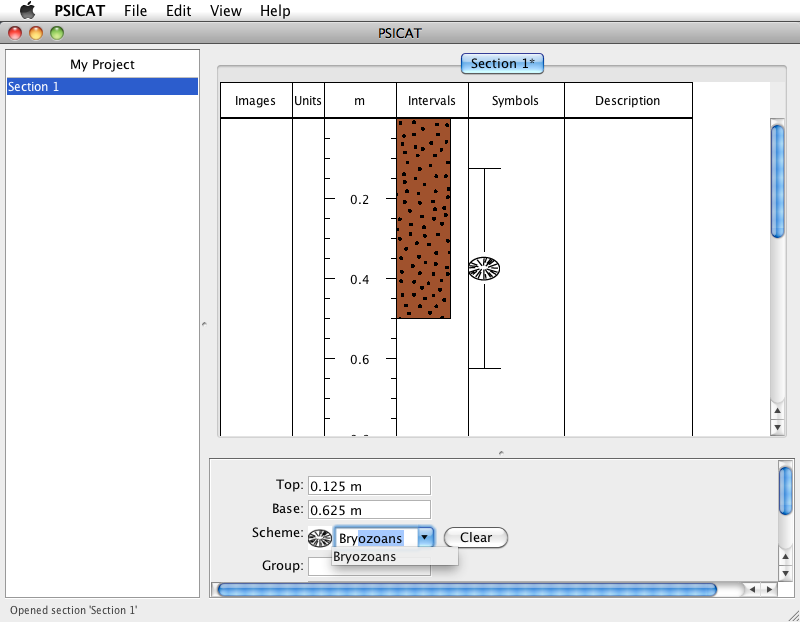 PSICAT File Edit View Help
PSICAT
My Project
Section 1
Section 1*
Images Units m Intervals Symbols Description
0.2
0.4
0.6
Top: 0.125 m
Base: 0.625 m
Scheme: Bryozoans Clear
Bryozoans
Group:
Opened section 'Section 1'